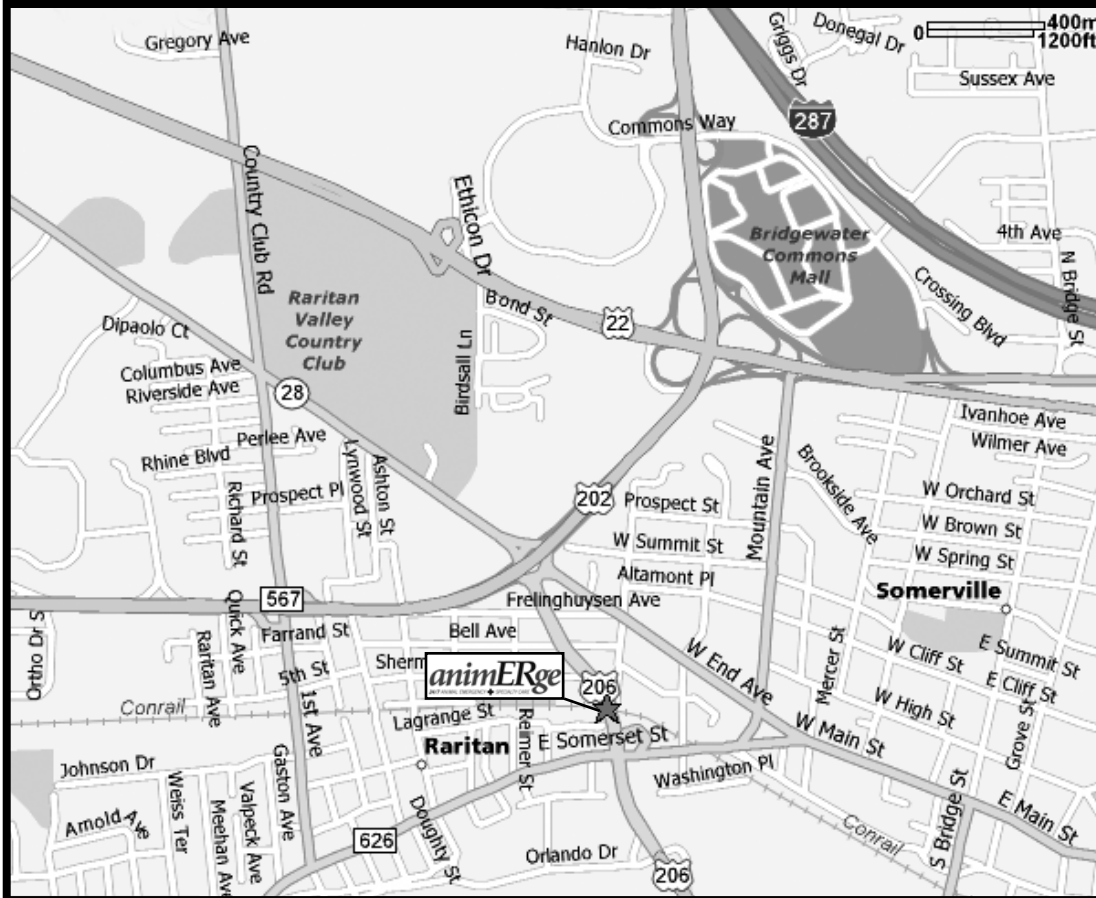 Gregory Ave
Hanlon Dr
Griggs Dr
Donegal Dr
0
400m
1200ft
Sussex Ave
287
Commons Way
Country Club Rd
Ethicon Dr
Bridgewater
Commons
Mall
4th Ave
N Bridge St
Crossing Blvd
Raritan
Valley
Country
Club
Bond St
22
Dipaolo Ct
Columbus Ave
Riverside Ave
28
Birdsall Ln
Ivanhoe Ave
Wilmer Ave
Perlee Ave
Rhine Blvd
Lynwood St
Ashton St
Mountain Ave
Brookside Ave
Prospect Pl
Richard St
202
Prospect St
W Orchard St
W Brown St
W Summit St
W Spring St
Altamont Pl
Somerville
567
Frelinghuysen Ave
Ortho Dr S
Quick Ave
Raritan Ave
Farrand St
Bell Ave
Mercer St
E Summit St
W Cliff St
E Cliff St
5th St
Sherm
animERge
206
W End Ave
W High St
Conrail
1st Ave
Lagrange St
Reimer St
E Somerset St
W Main St
Grove St
Raritan
Johnson Dr
Weiss Ter
Gaston Ave
Washington Pl
Valpeck Ave
Meehan Ave
Arnold Ave
Doughty St
626
Orlando Dr
206
Conrail
S Bridge St
E Main St